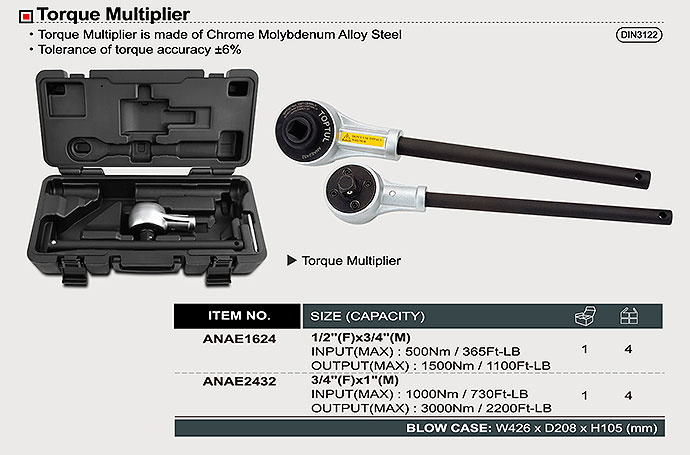 Torque Multiplier
• Torque Multiplier is made of Chrome Molybdenum Alloy Steel
• Tolerance of torque accuracy ±6%
DIN3122
TOPTUL
▶ Torque Multiplier
ITEM NO. SIZE (CAPACITY)
ANAE1624 1/2"(F)x3/4"(M)
INPUT(MAX) : 500Nm / 365Ft-LB 1 4
OUTPUT(MAX) : 1500Nm / 1100Ft-LB
ANAE2432 3/4"(F)x1"(M)
INPUT(MAX) : 1000Nm / 730Ft-LB 1 4
OUTPUT(MAX) : 3000Nm / 2200Ft-LB
BLOW CASE: W426 x D208 x H105 (mm)